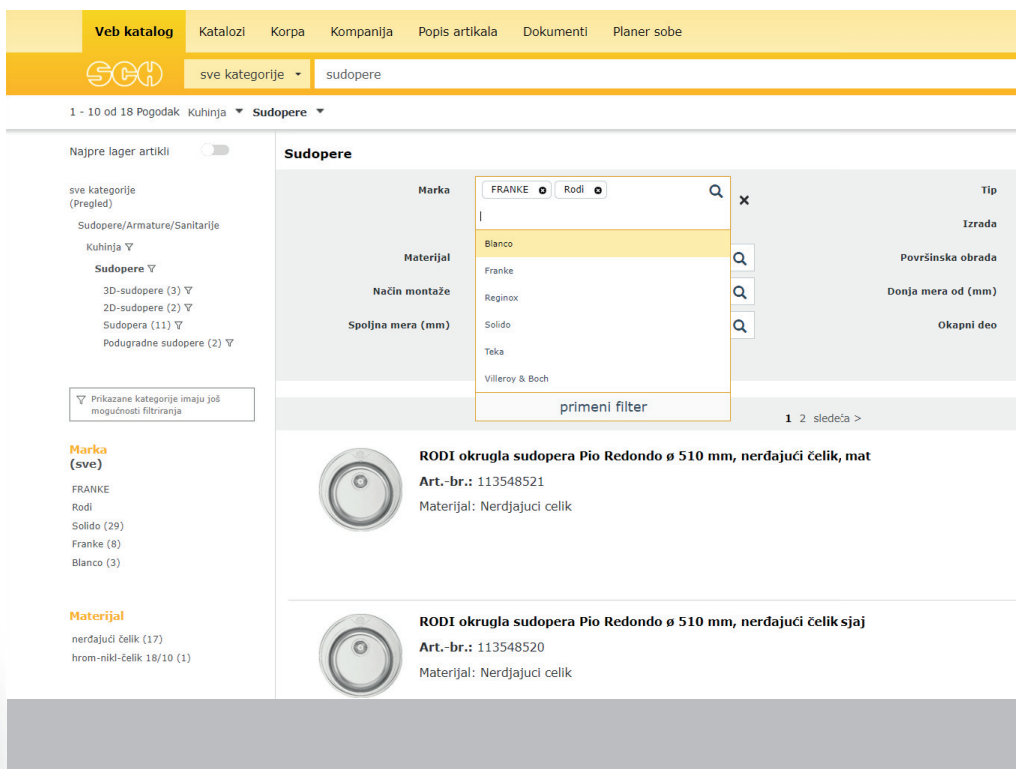 Veb katalog Katalozi Korpa Kompanija Popis artikala Dokumenti Planer sobe
SCH sve kategorije sudopere
1 - 10 od 18 Pogodak Kuhinja Sudopere
Najpre lager artikli
sve kategorije
(Pregled)
Sudopere/Armature/Sanitarije
Kuhinja
Sudopere
3D-sudopere (3)
2D-sudopere (2)
Sudopera (11)
Podugradne sudopere (2)
Prikazane kategorije imaju još
mogućnosti filtriranja
Marka
(sve)
FRANKE
Rodi
Solido (29)
Franke (8)
Blanco (3)
Materijal
nerđajući čelik (17)
hrom-nikl-čelik 18/10 (1)
Sudopere
Marka FRANKE Rodi Tip
Izrada
Materijal Površinska obrada
Način montaže Donja mera od (mm)
Spoljna mera (mm) Okapni deo
Blanco
Franke
Reginox
Solido
Teka
Villeroy & Boch
primeni filter
1 2 sledeća >
RODI okrugla sudopera Pio Redondo ø 510 mm, nerđajući čelik, mat
Art.-br.: 113548521
Materijal: Nerdjajuci celik
RODI okrugla sudopera Pio Redondo ø 510 mm, nerđajući čelik sjaj
Art.-br.: 113548520
Materijal: Nerdjajuci celik